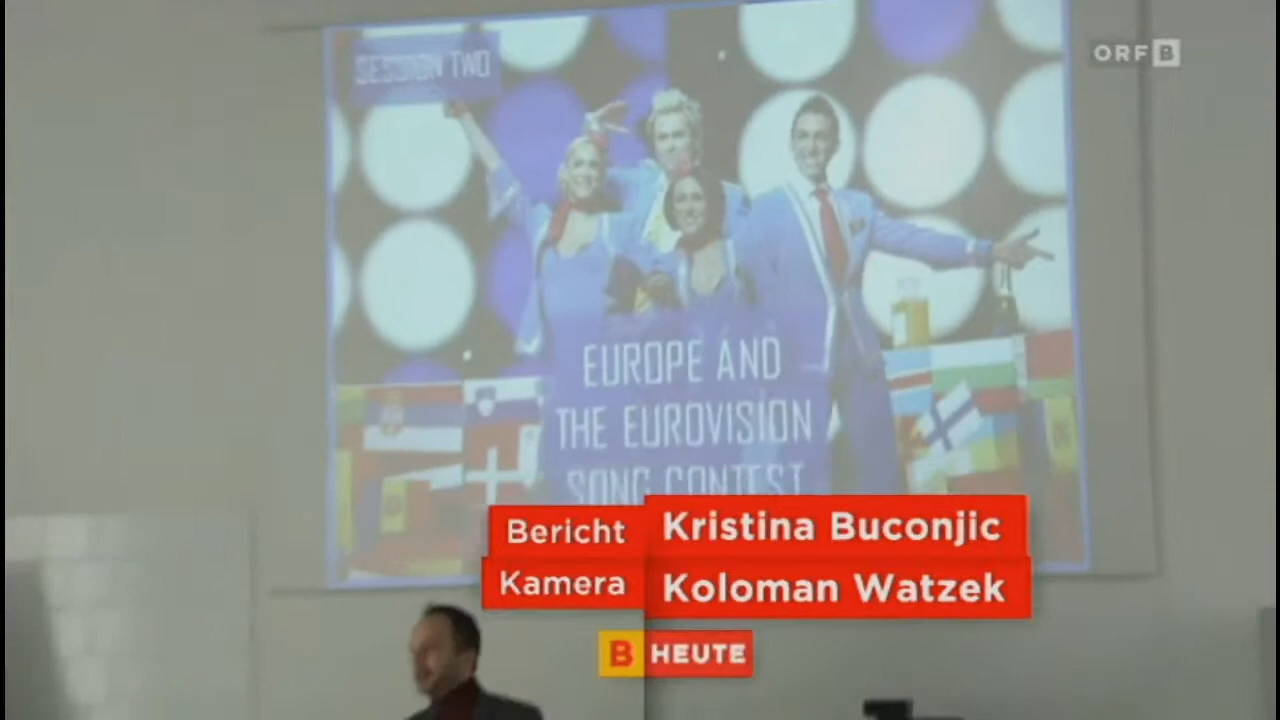 SESSION TWO
ORF B
EUROPE AND
THE EUROVISION
SONG CONTEST
Bericht Kristina Buconjic
Kamera Koloman Watzek
B HEUTE